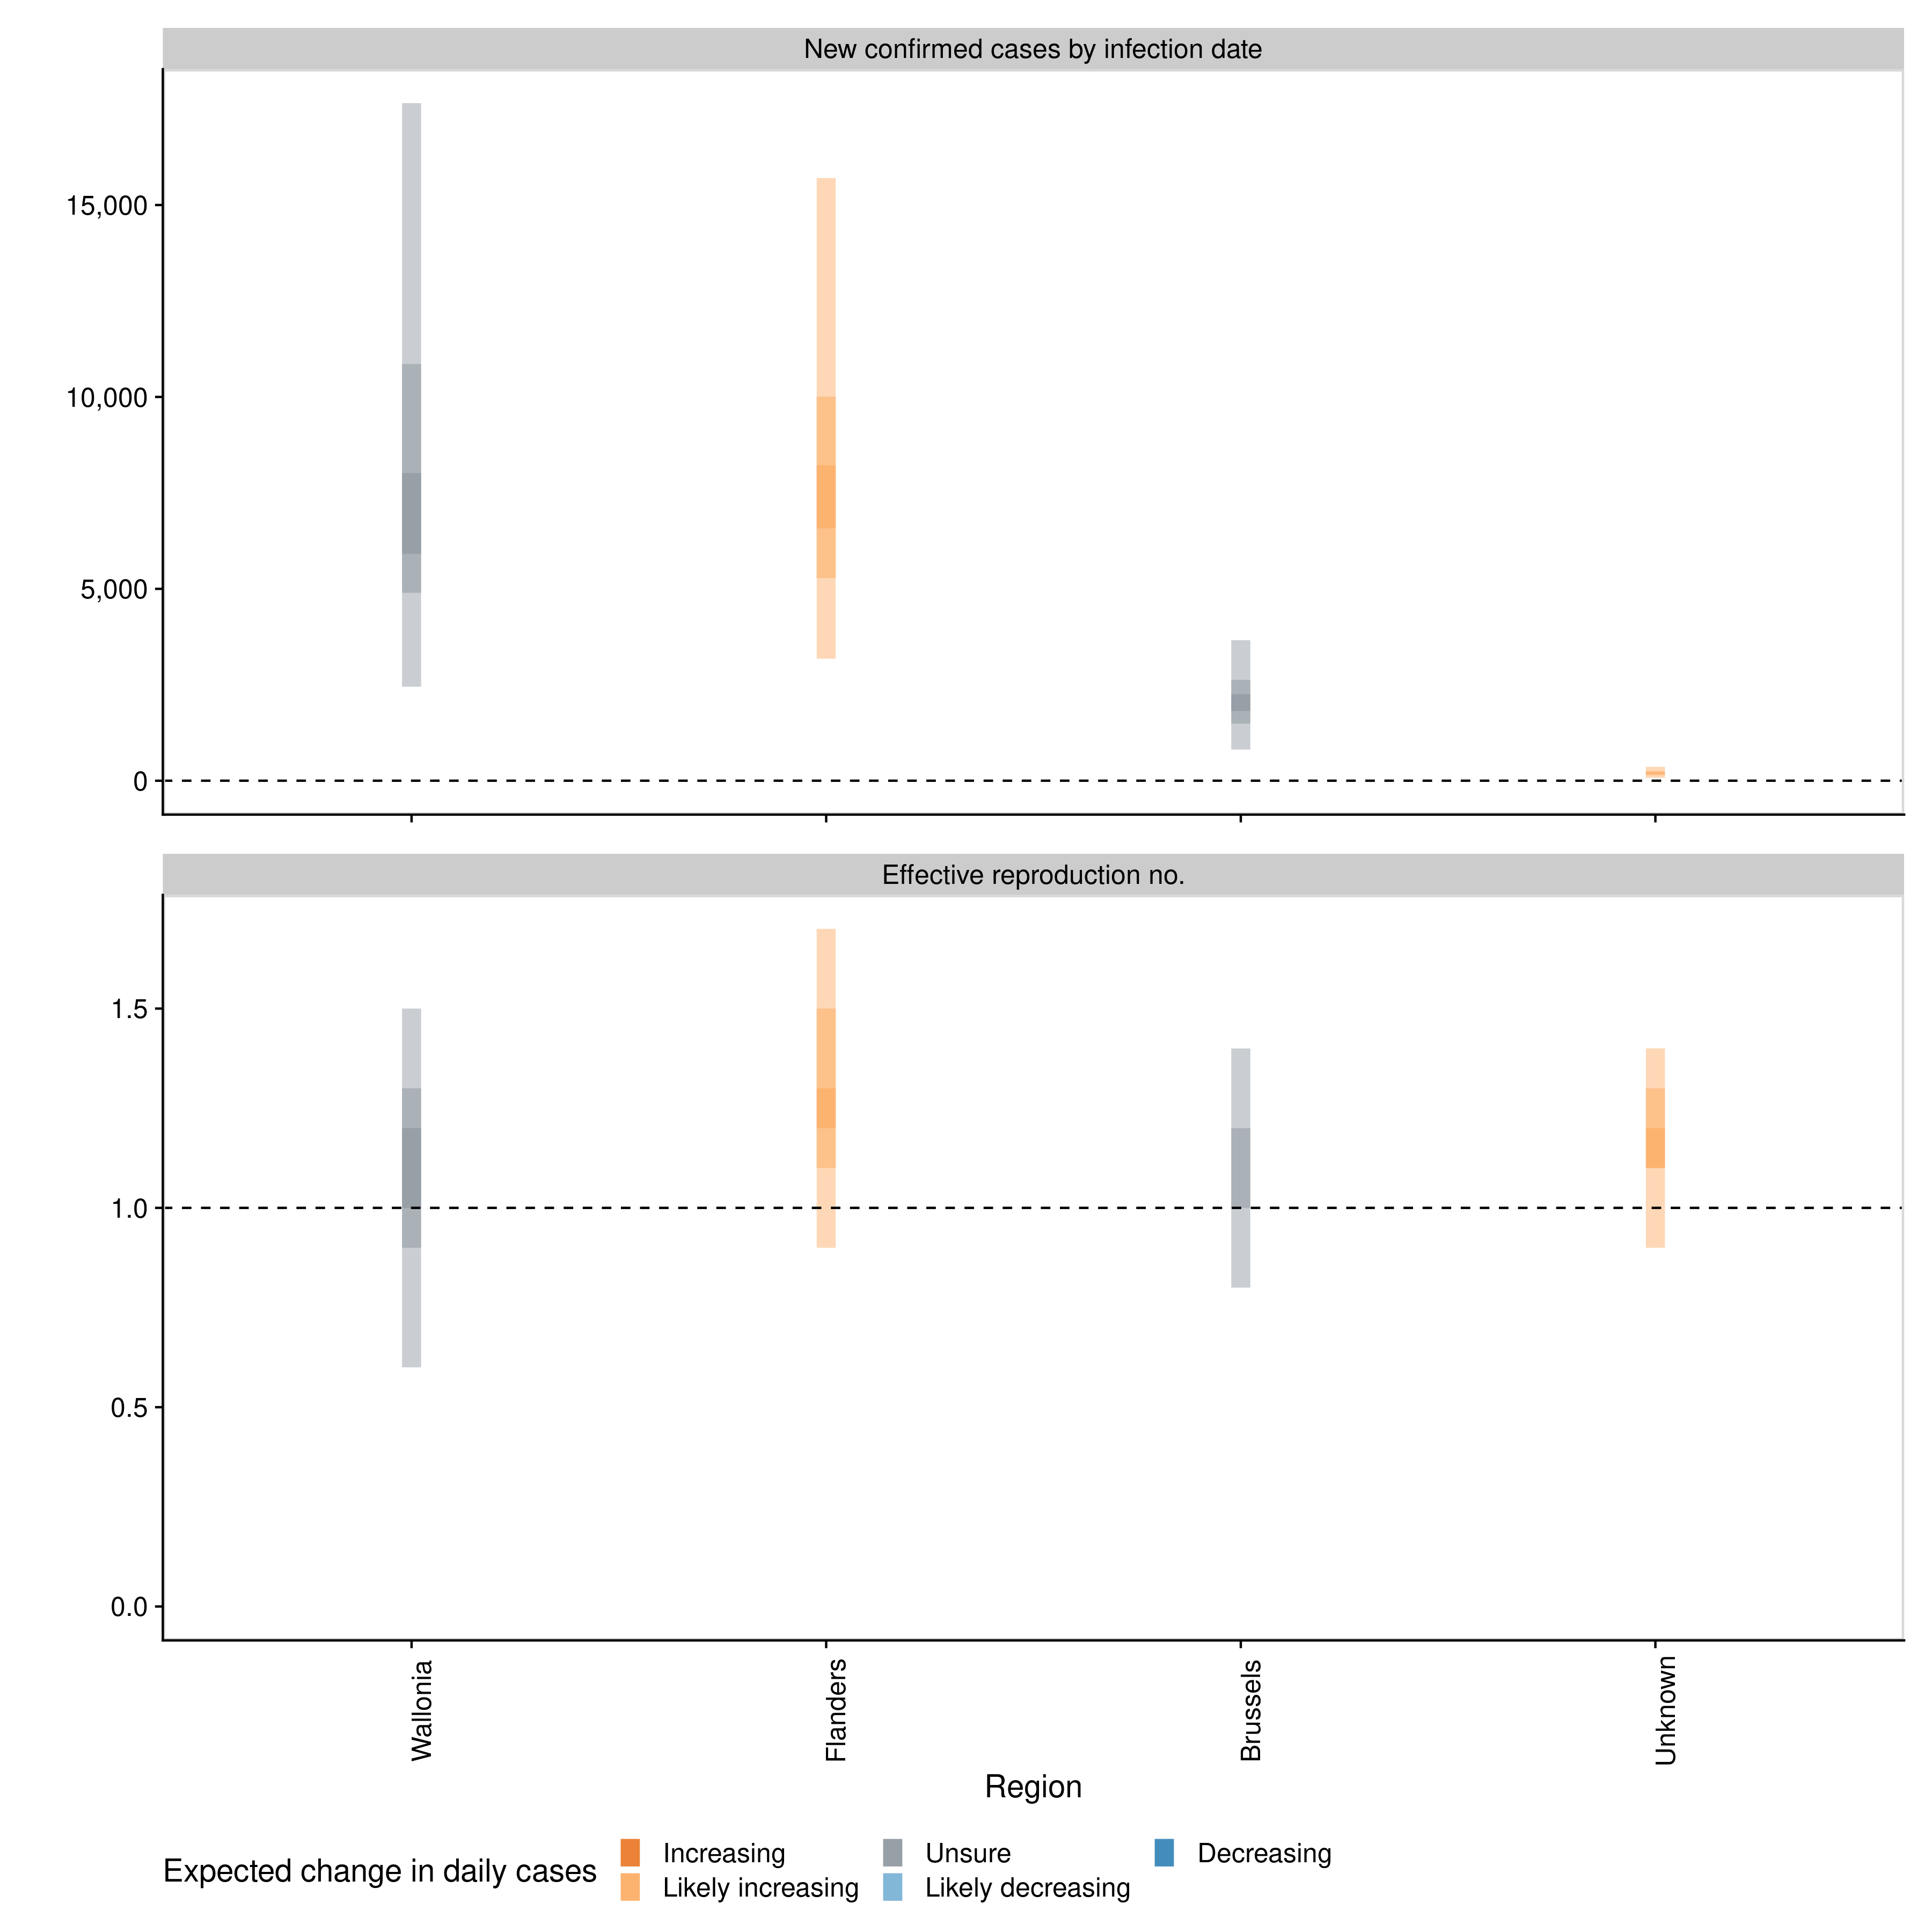 New confirmed cases by infection date
15,000
10,000
5,000
0
Effective reproduction no.
1.5
1.0
0.5
0.0
Wallonia
Flanders
Brussels
Unknown
Region
Expected change in daily cases
Increasing
Unsure
Decreasing
Likely increasing
Likely decreasing